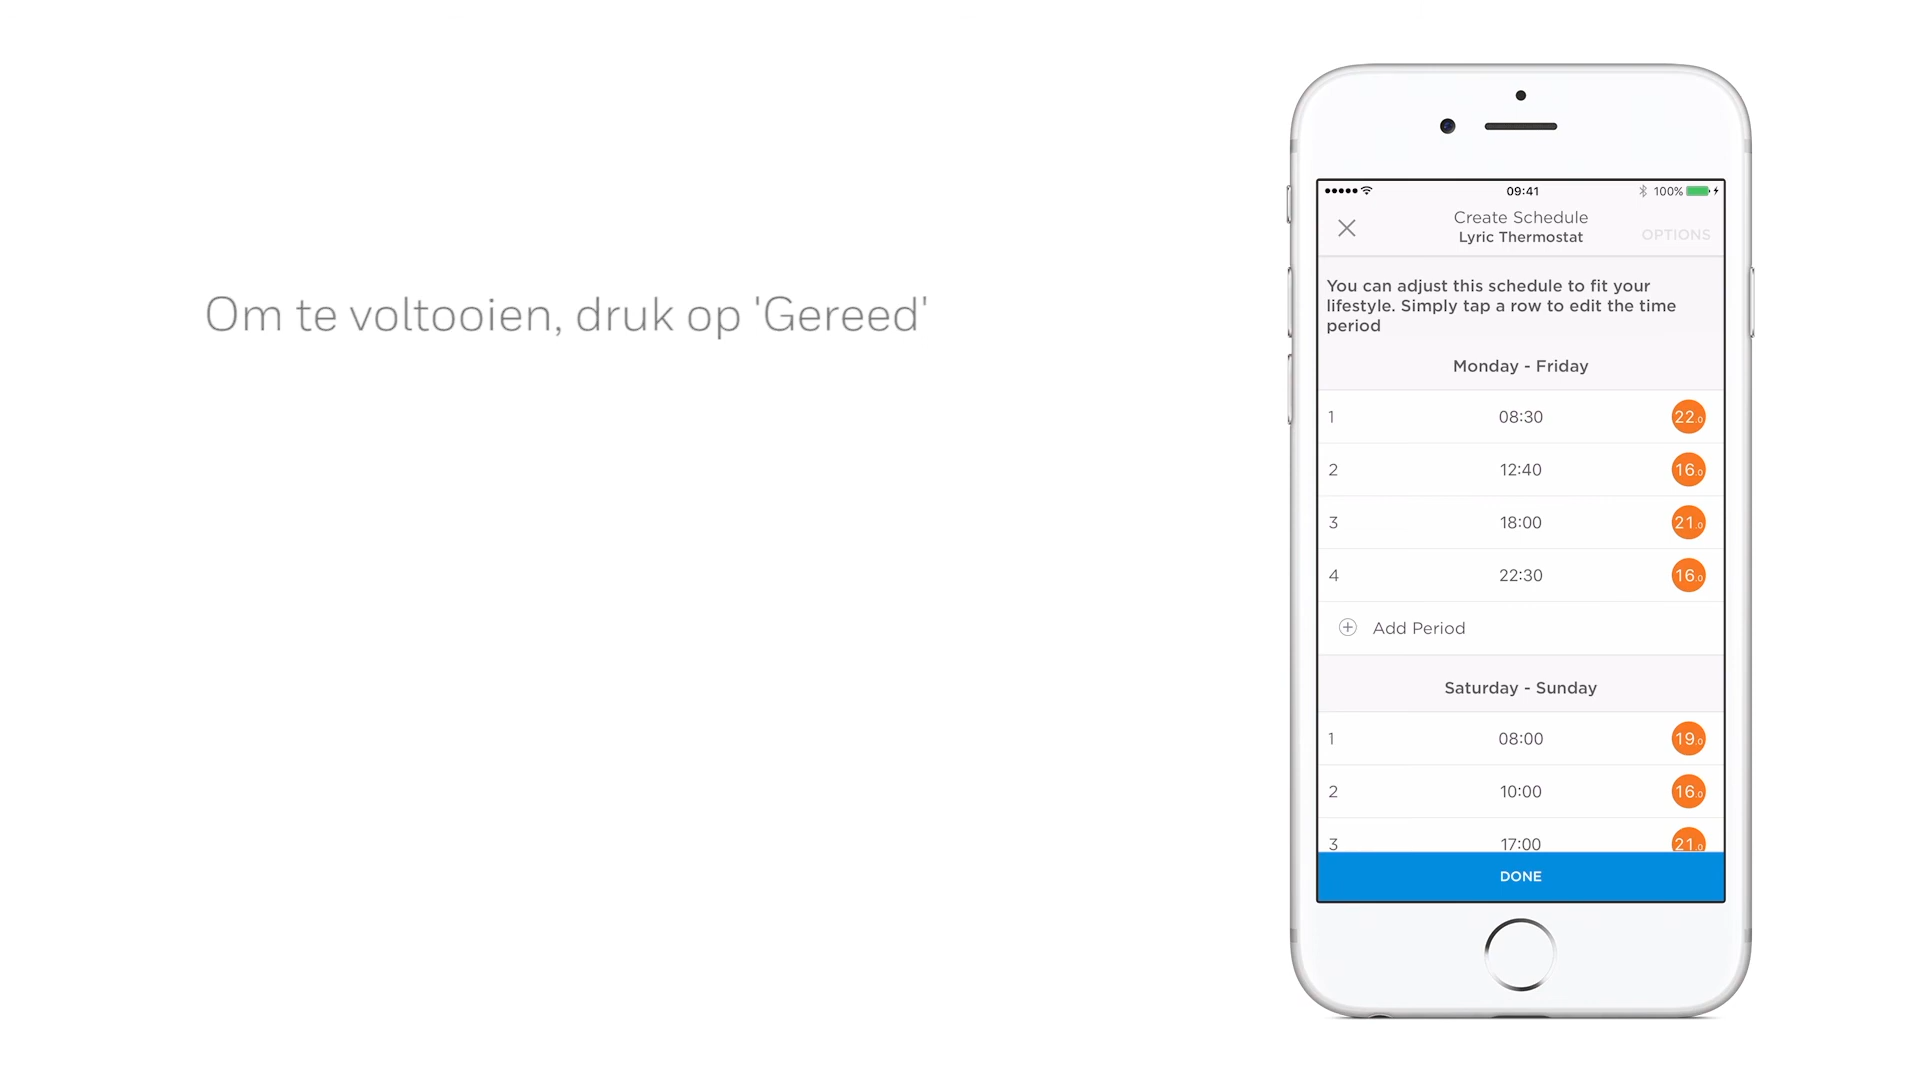 Om te voltooien, druk op 'Gereed'
09:41
100%
Create Schedule
Lyric Thermostat
OPTIONS
You can adjust this schedule to fit your
lifestyle. Simply tap a row to edit the time
period
Monday - Friday
1 08:30 22.0
2 12:40 16.0
3 18:00 21.0
4 22:30 16.0
Add Period
Saturday - Sunday
1 08:00 19.0
2 10:00 16.0
3 17:00 21.0
DONE